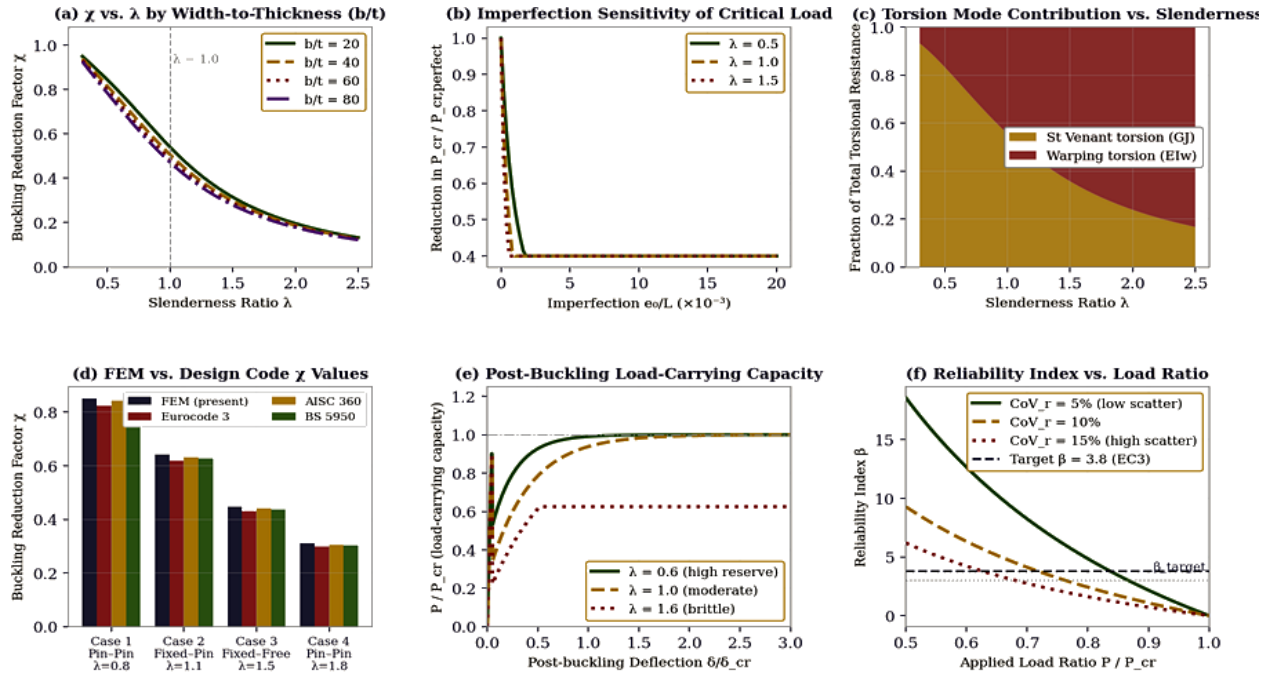 (a) χ vs. λ by Width-to-Thickness (b/t)
1.0
0.8
0.6
0.4
0.2
0.0
0.5
1.0
1.5
2.0
2.5
Buckling Reduction Factor χ
Slenderness Ratio λ
λ = 1.0
b/t = 20
b/t = 40
b/t = 60
b/t = 80
(b) Imperfection Sensitivity of Critical Load
1.0
0.9
0.8
0.7
0.6
0.5
0.4
0
5
10
15
20
Reduction in P_cr / P_cr,perfect
Imperfection e₀/L (×10⁻³)
λ = 0.5
λ = 1.0
λ = 1.5
(c) Torsion Mode Contribution vs. Slenderness
1.0
0.8
0.6
0.4
0.2
0.0
0.5
1.0
1.5
2.0
2.5
Fraction of Total Torsional Resistance
Slenderness Ratio λ
St Venant torsion (GJ)
Warping torsion (EIw)
(d) FEM vs. Design Code χ Values
0.8
0.6
0.4
0.2
0.0
Buckling Reduction Factor χ
FEM (present)
Eurocode 3
AISC 360
BS 5950
Case 1
Pin–Pin
λ=0.8
Case 2
Fixed–Pin
λ=1.1
Case 3
Fixed–Free
λ=1.5
Case 4
Pin–Pin
λ=1.8
(e) Post-Buckling Load-Carrying Capacity
1.2
1.0
0.8
0.6
0.4
0.2
0.0
0.0
0.5
1.0
1.5
2.0
2.5
3.0
P / P_cr (load-carrying capacity)
Post-buckling Deflection δ/δ_cr
λ = 0.6 (high reserve)
λ = 1.0 (moderate)
λ = 1.6 (brittle)
(f) Reliability Index vs. Load Ratio
15
10
5
0
0.5
0.6
0.7
0.8
0.9
1.0
Reliability Index β
Applied Load Ratio P / P_cr
CoV_r = 5% (low scatter)
CoV_r = 10%
CoV_r = 15% (high scatter)
Target β = 3.8 (EC3)
β_target